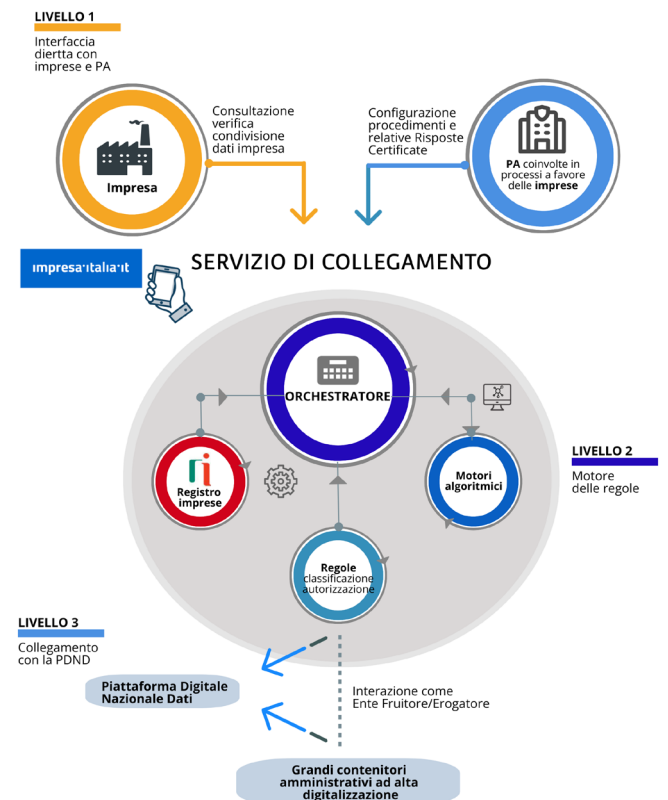 LIVELLO 1
Interfaccia
diertta con
imprese e PA
Impresa
Consultazione
verifica
condivisione
dati impresa
Configurazione
procedimenti e
relative Risposte
Certificate
PA coinvolte in
processi a favore
delle imprese
impresa.italia.it
SERVIZIO DI COLLEGAMENTO
ORCHESTRATORE
ri
Registro
imprese
Motori
algoritmici
LIVELLO 2
Motore
delle regole
Regole
classificazione
autorizzazione
LIVELLO 3
Collegamento
con la PDND
Piattaforma Digitale
Nazionale Dati
Interazione come
Ente Fruitore/Erogatore
Grandi contenitori
amministrativi ad alta
digitalizzazione